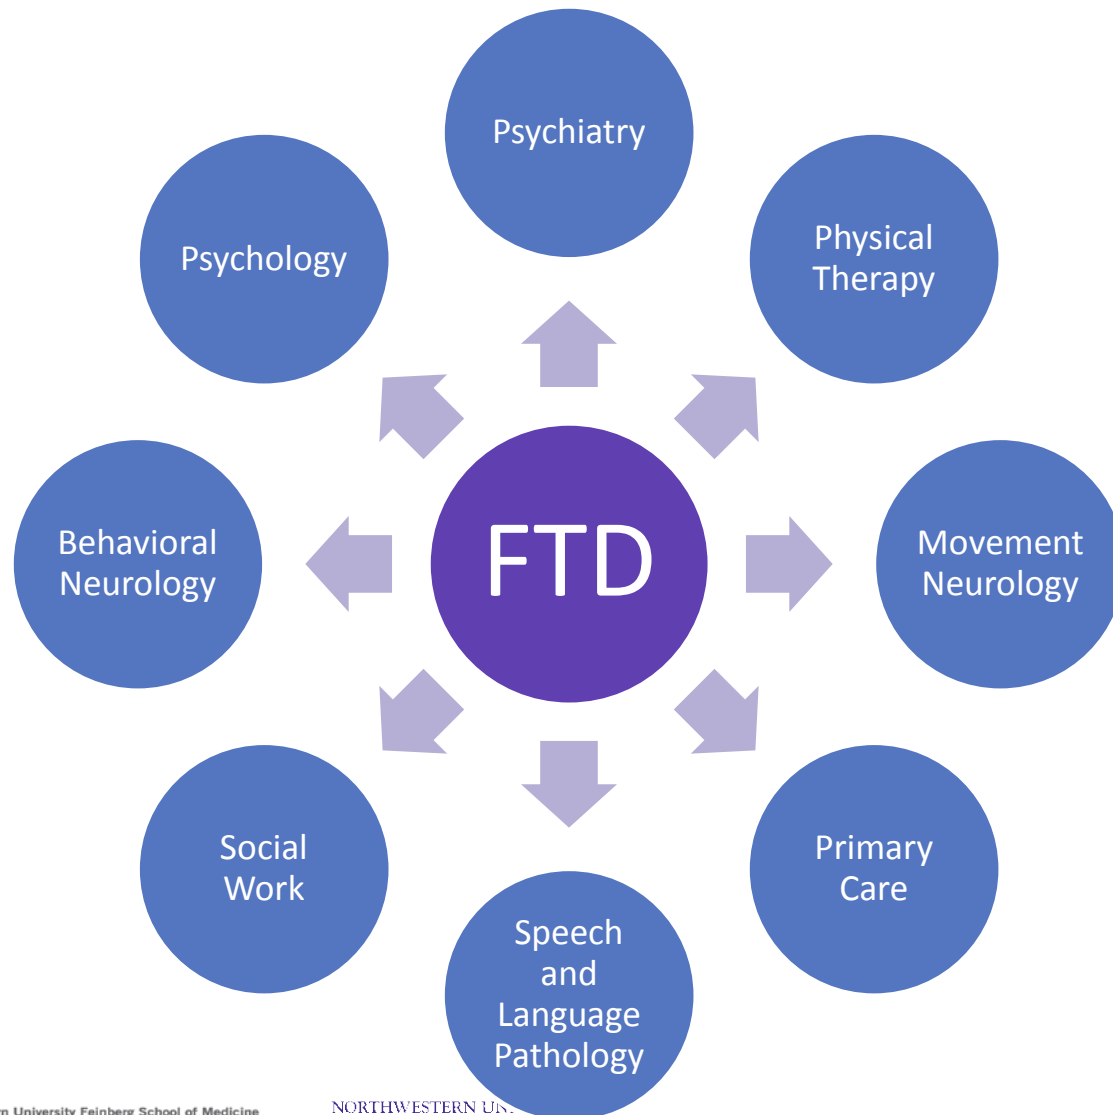 Psychiatry
Physical
Therapy
Movement
Neurology
Primary
Care
Speech
and
Language
Pathology
Social
Work
Behavioral
Neurology
Psychology
FTD
University Feinberg School of Medicine
NORTHWESTERN